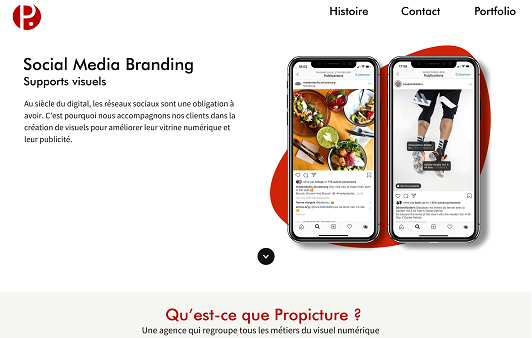 P.
Histoire
Contact
Portfolio
Social Media Branding
Supports visuels
Au siècle du digital, les réseaux sociaux sont une obligation à
avoir. C'est pourquoi nous accompagnons nos clients dans la
création de visuels pour améliorer leur vitrine numérique et
leur publicité.
Publications
Publications
Qu'est-ce que Propicture ?
Une agence qui regroupe tous les métiers du visuel numérique